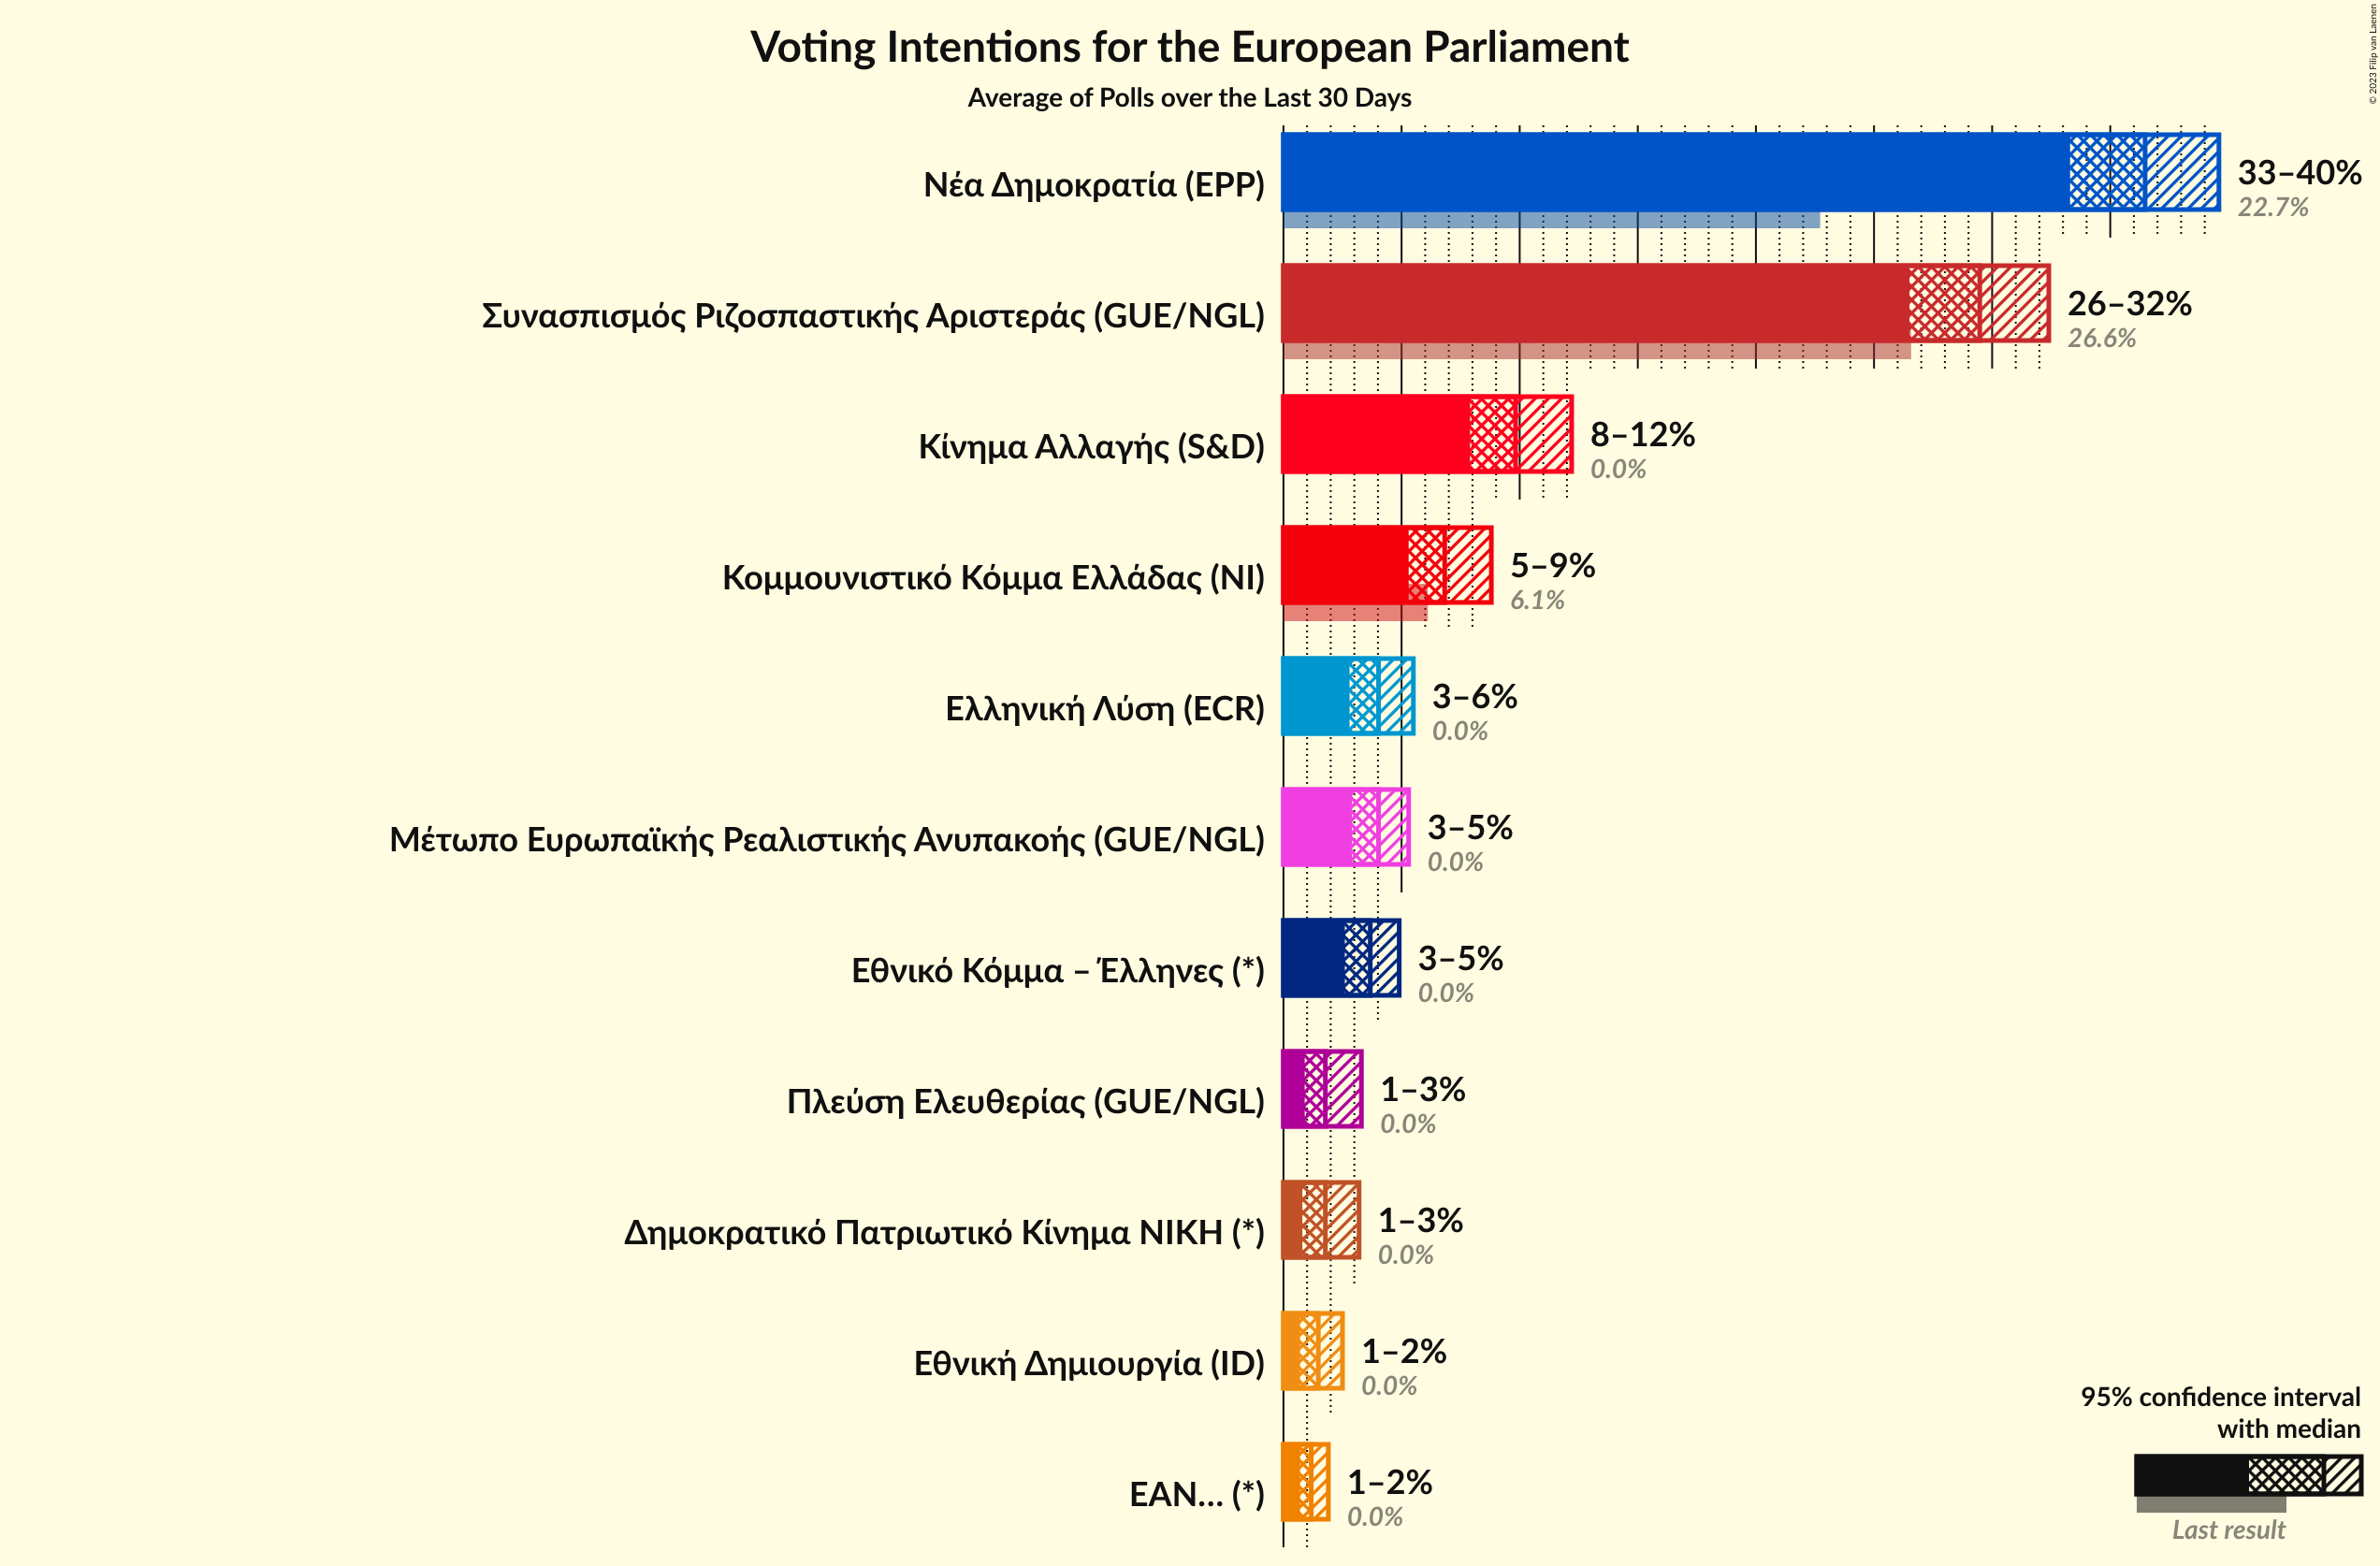 Voting Intentions for the European Parliament
Average of Polls over the Last 30 Days
© 2023 Filip van Laenen
Νέα Δημοκρατία (EPP)
33–40%
22.7%
Συνασπισμός Ριζοσπαστικής Αριστεράς (GUE/NGL)
26–32%
26.6%
Κίνημα Αλλαγής (S&D)
8–12%
0.0%
Κομμουνιστικό Κόμμα Ελλάδας (NI)
5–9%
6.1%
Ελληνική Λύση (ECR)
3–6%
0.0%
Μέτωπο Ευρωπαϊκής Ρεαλιστικής Ανυπακοής (GUE/NGL)
3–5%
0.0%
Εθνικό Κόμμα – Έλληνες (*)
3–5%
0.0%
Πλεύση Ελευθερίας (GUE/NGL)
1–3%
0.0%
Δημοκρατικό Πατριωτικό Κίνημα ΝΙΚΗ (*)
1–3%
0.0%
Εθνική Δημιουργία (ID)
1–2%
0.0%
ΕΑΝ… (*)
1–2%
0.0%
95% confidence interval
with median
Last result